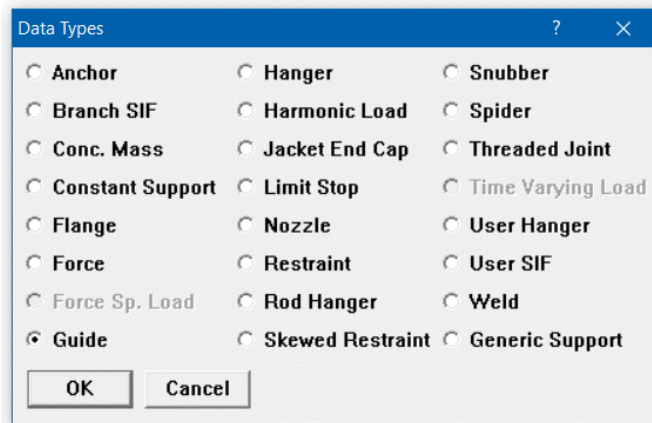 Data Types ?
Anchor Hanger Snubber
Branch SIF Harmonic Load Spider
Conc. Mass Jacket End Cap Threaded Joint
Constant Support Limit Stop Time Varying Load
Flange Nozzle User Hanger
Force Restraint User SIF
Force Sp. Load Rod Hanger Weld
Guide Skewed Restraint Generic Support
OK Cancel